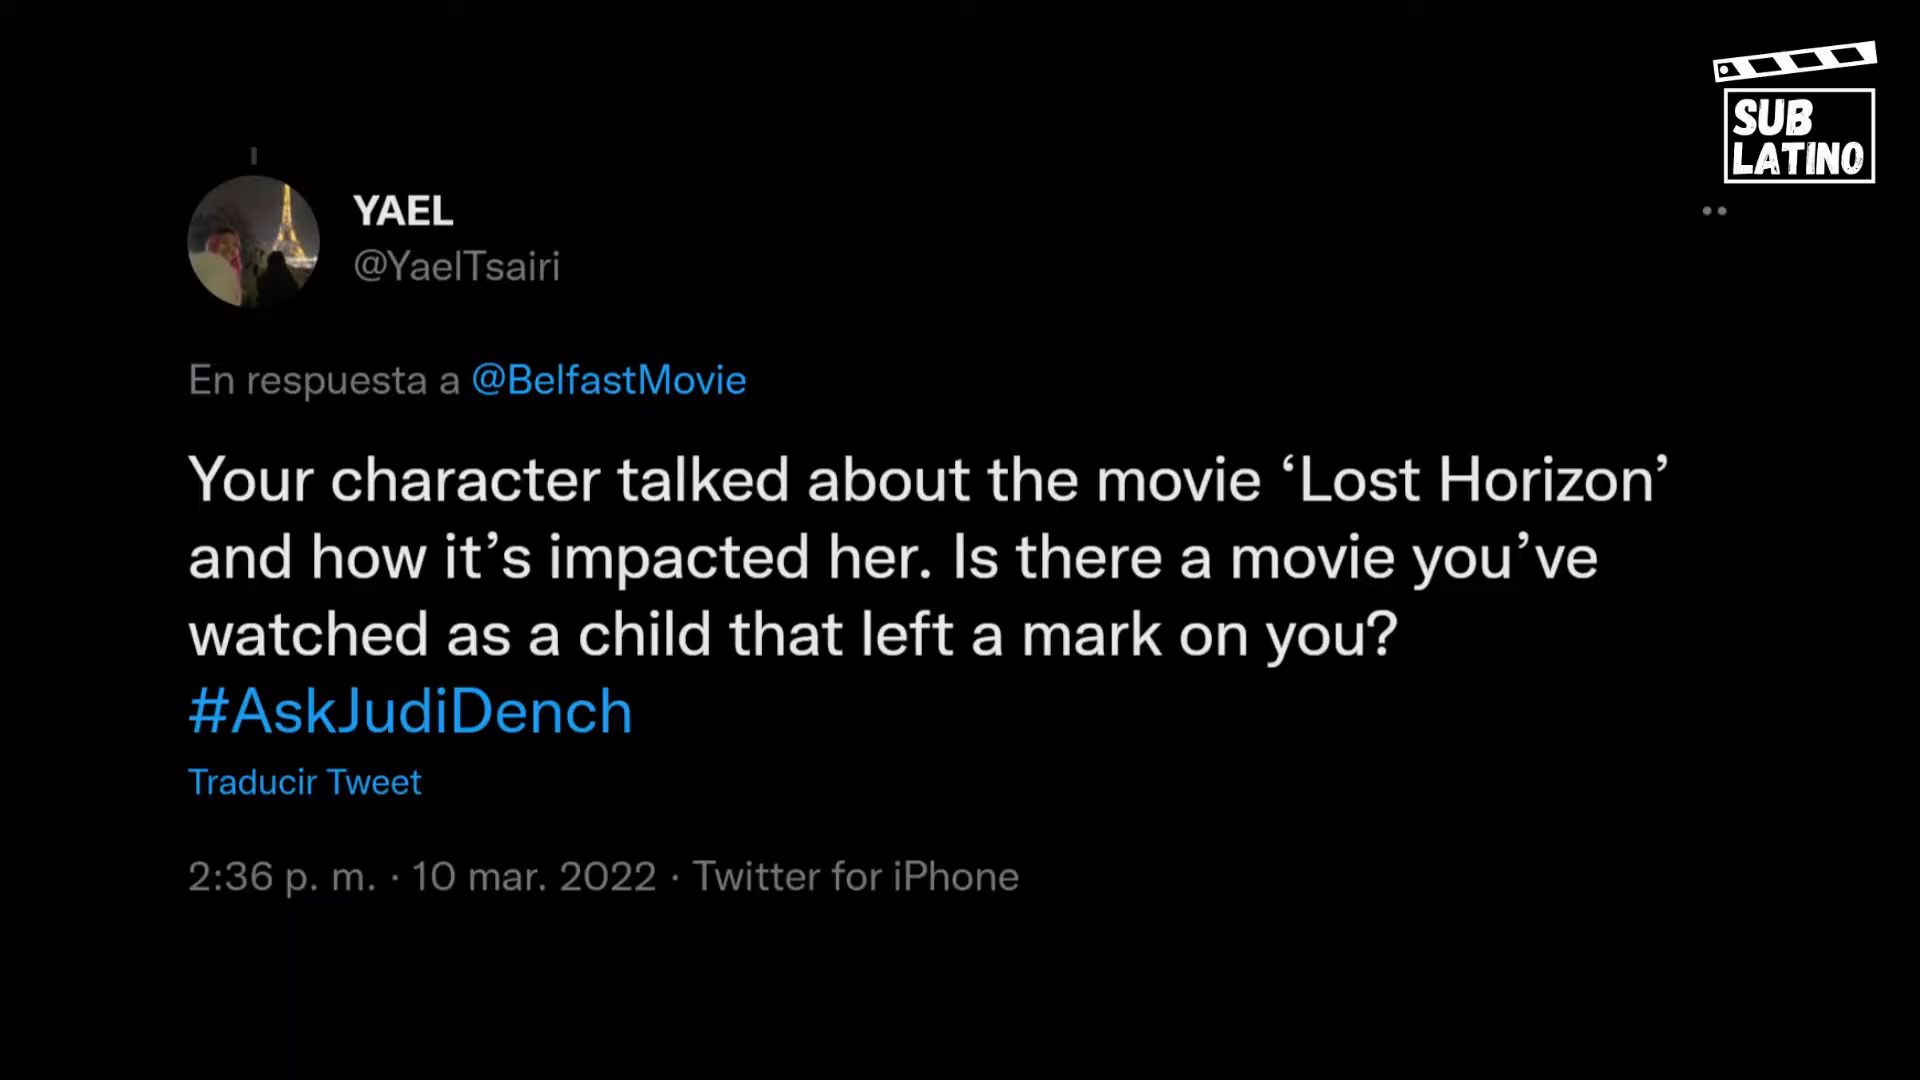 SUB
LATINO
YAEL
@YaelTsairi
En respuesta a @BelfastMovie
Your character talked about the movie ‘Lost Horizon’
and how it’s impacted her. Is there a movie you’ve
watched as a child that left a mark on you?
#AskJudiDench
Traducir Tweet
2:36 p. m. · 10 mar. 2022 · Twitter for iPhone